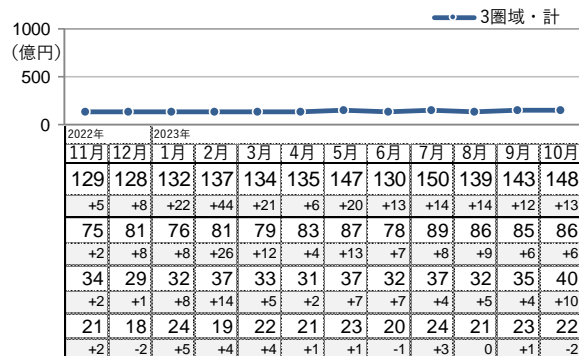 3圏域・計
1000
(億円)
500
0
2022年 2023年
11月 12月 1月 2月 3月 4月 5月 6月 7月 8月 9月 10月
129 128 132 137 134 135 147 130 150 139 143 148
+5 +8 +22 +44 +21 +6 +20 +13 +14 +14 +12 +13
75 81 76 81 79 83 87 78 89 86 85 86
+2 +8 +8 +26 +12 +4 +13 +7 +8 +9 +6 +6
34 29 32 37 33 31 37 32 37 32 35 40
+2 +1 +8 +14 +5 +2 +7 +7 +4 +5 +4 +10
21 18 24 19 22 21 23 20 24 21 23 22
+2 -2 +5 +4 +4 +1 +1 -1 +3 0 +1 -2